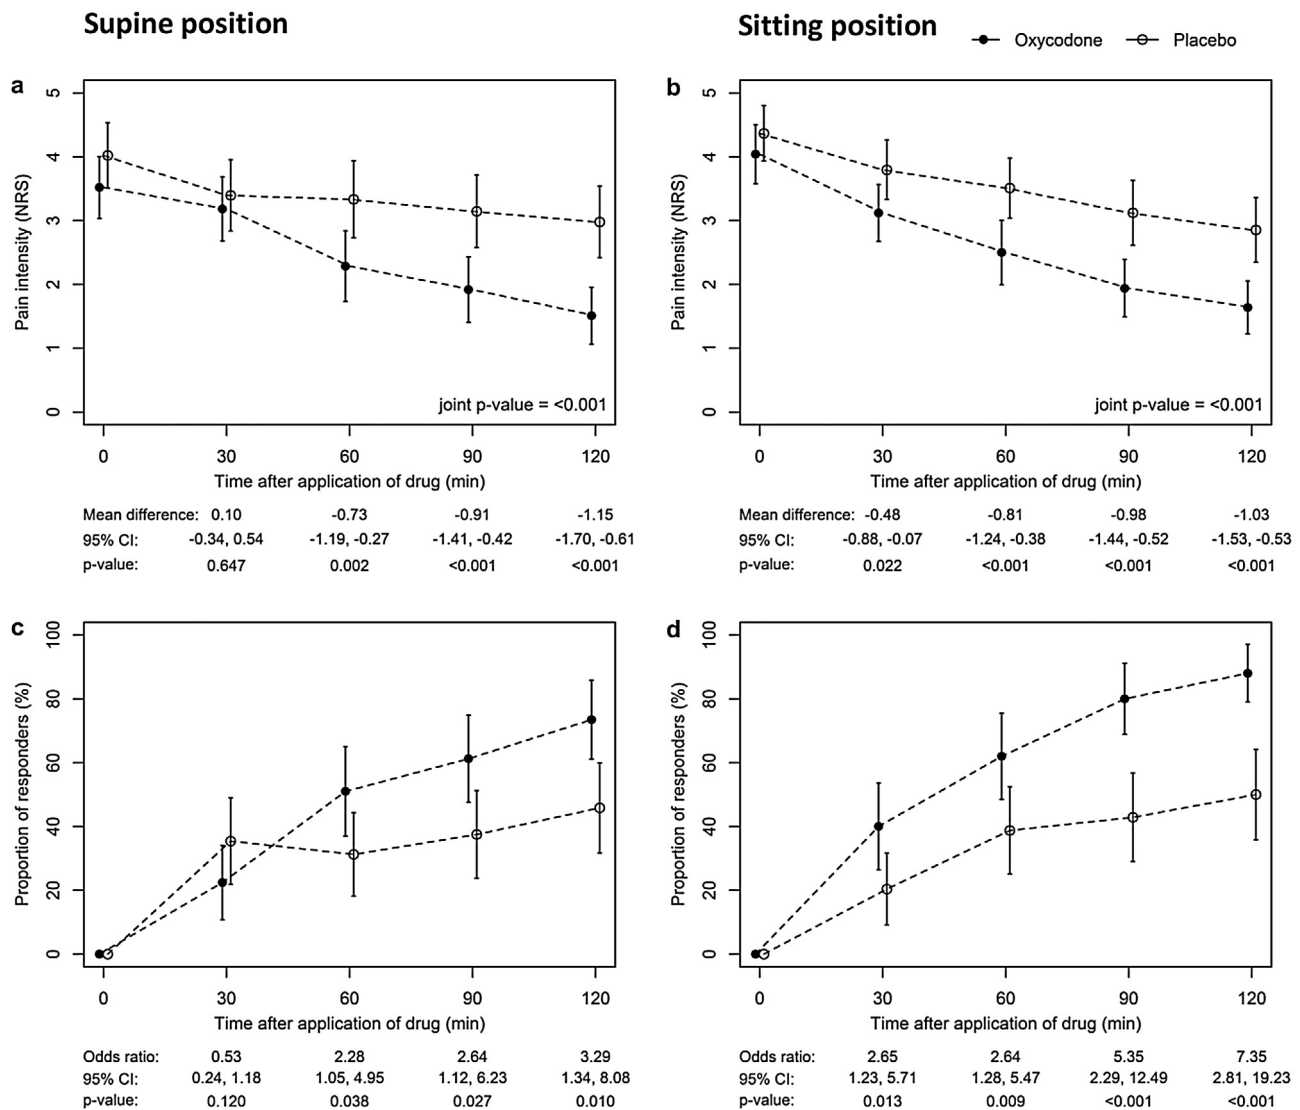 Supine position
Sitting position
Oxycodone Placebo
a
5
4
3
2
1
0
Pain intensity (NRS)
joint p-value = <0.001
0 30 60 90 120
Time after application of drug (min)
Mean difference: 0.10 -0.73 -0.91 -1.15
95% CI: -0.34, 0.54 -1.19, -0.27 -1.41, -0.42 -1.70, -0.61
p-value: 0.647 0.002 <0.001 <0.001
b
5
4
3
2
1
0
Pain intensity (NRS)
joint p-value = <0.001
0 30 60 90 120
Time after application of drug (min)
Mean difference: -0.48 -0.81 -0.98 -1.03
95% CI: -0.88, -0.07 -1.24, -0.38 -1.44, -0.52 -1.53, -0.53
p-value: 0.022 <0.001 <0.001 <0.001
c
100
80
60
40
20
0
Proportion of responders (%)
0 30 60 90 120
Time after application of drug (min)
Odds ratio: 0.53 2.28 2.64 3.29
95% CI: 0.24, 1.18 1.05, 4.95 1.12, 6.23 1.34, 8.08
p-value: 0.120 0.038 0.027 0.010
d
100
80
60
40
20
0
Proportion of responders (%)
0 30 60 90 120
Time after application of drug (min)
Odds ratio: 2.65 2.64 5.35 7.35
95% CI: 1.23, 5.71 1.28, 5.47 2.29, 12.49 2.81, 19.23
p-value: 0.013 0.009 <0.001 <0.001